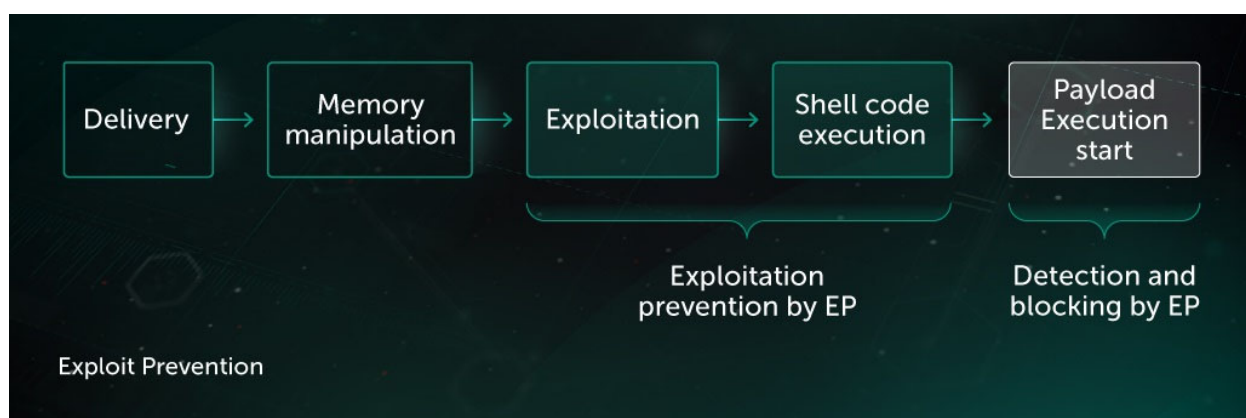 Delivery
Memory
manipulation
Exploitation
Shell code
execution
Payload
Execution
start
Exploitation
prevention by EP
Detection and
blocking by EP
Exploit Prevention